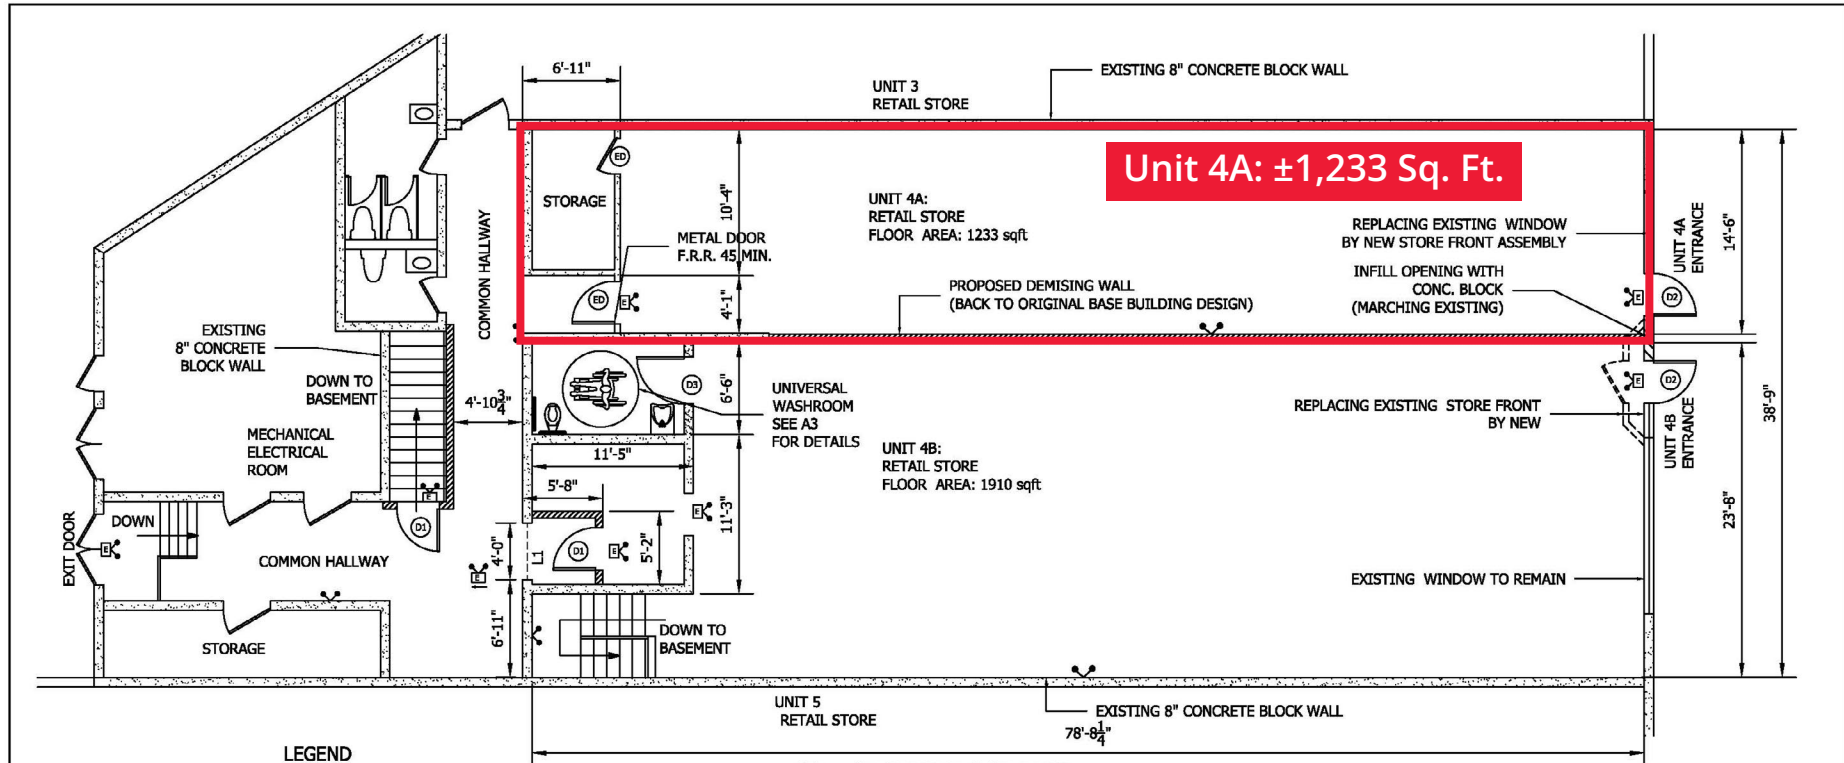 6'-11"
UNIT 3
RETAIL STORE
EXISTING 8" CONCRETE BLOCK WALL
Unit 4A: ±1,233 Sq. Ft.
ED
STORAGE
10'-4"
UNIT 4A:
RETAIL STORE
FLOOR AREA: 1233 sqft
METAL DOOR
F.R.R. 45 MIN.
COMMON HALLWAY
REPLACING EXISTING WINDOW
BY NEW STORE FRONT ASSEMBLY
UNIT 4A
ENTRANCE
14'-6"
INFILL OPENING WITH
CONC. BLOCK
(MARCHING EXISTING)
PROPOSED DEMISING WALL
(BACK TO ORIGINAL BASE BUILDING DESIGN)
ED
E
4'-1"
E
D2
EXISTING
8" CONCRETE
BLOCK WALL
DOWN TO
BASEMENT
4'-10 3/4"
6'-6"
D3
UNIVERSAL
WASHROOM
SEE A3
FOR DETAILS
E
D2
38'-9"
REPLACING EXISTING STORE FRONT
BY NEW
UNIT 4B
ENTRANCE
MECHANICAL
ELECTRICAL
ROOM
11'-5"
UNIT 4B:
RETAIL STORE
FLOOR AREA: 1910 sqft
5'-8"
E
E
11'-3"
23'-8"
EXIT DOOR
DOWN
E
D1
COMMON HALLWAY
4'-0"
L1
D1
E
5'-2"
E
EXISTING WINDOW TO REMAIN
6'-11"
STORAGE
DOWN TO
BASEMENT
UNIT 5
RETAIL STORE
EXISTING 8" CONCRETE BLOCK WALL
78'-8 1/4"
LEGEND